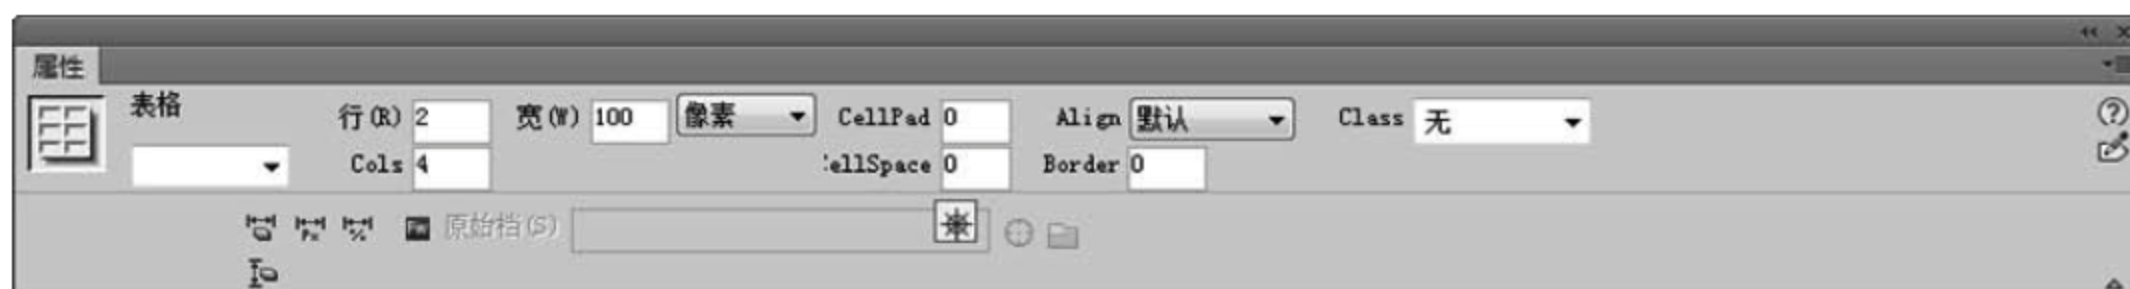 属性
表格 行(R) 2 宽(W) 100 像素 CellPad 0 Align 默认 Class 无
Cols 4 CellSpace 0 Border 0
原始档(S)